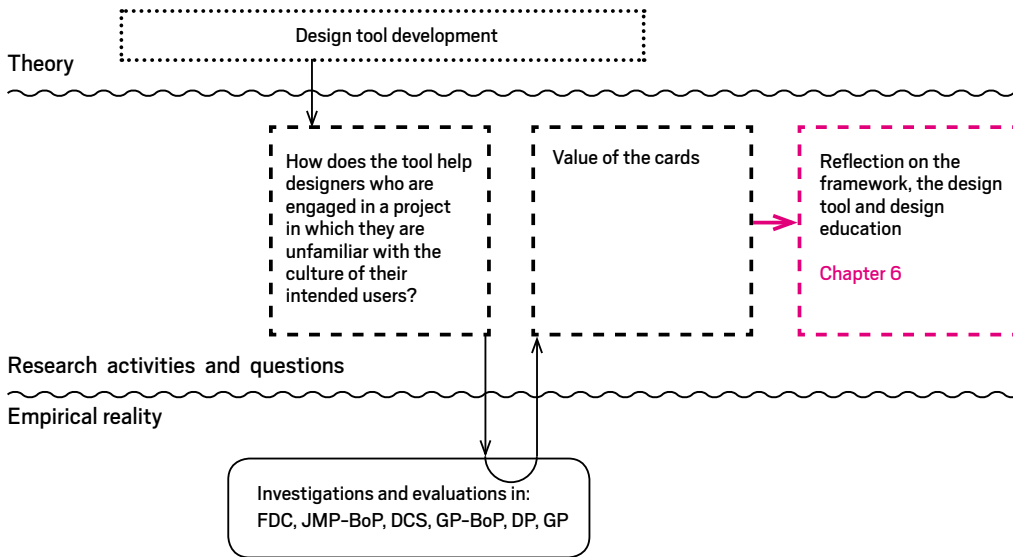 Design tool development
Theory
How does the tool help
designers who are
engaged in a project
in which they are
unfamiliar with the
culture of their
intended users?
Value of the cards
Reflection on the
framework, the design
tool and design
education
Chapter 6
Research activities and questions
Empirical reality
Investigations and evaluations in:
FDC, JMP-BoP, DCS, GP-BoP, DP, GP